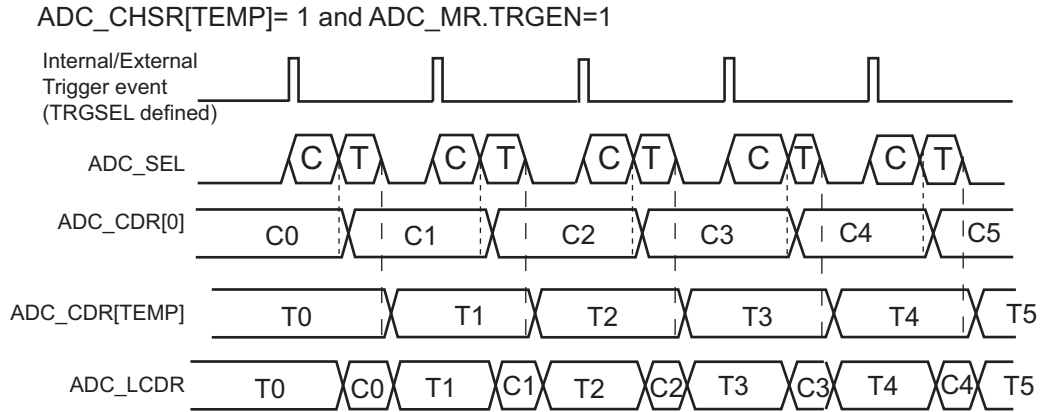 ADC_CHSR[TEMP]= 1 and ADC_MR.TRGEN=1
Internal/External
Trigger event
(TRGSEL defined)
ADC_SEL C T C T C T C T C T
ADC_CDR[0] C0 C1 C2 C3 C4 C5
ADC_CDR[TEMP] T0 T1 T2 T3 T4 T5
ADC_LCDR T0 C0 T1 C1 T2 C2 T3 C3 T4 C4 T5